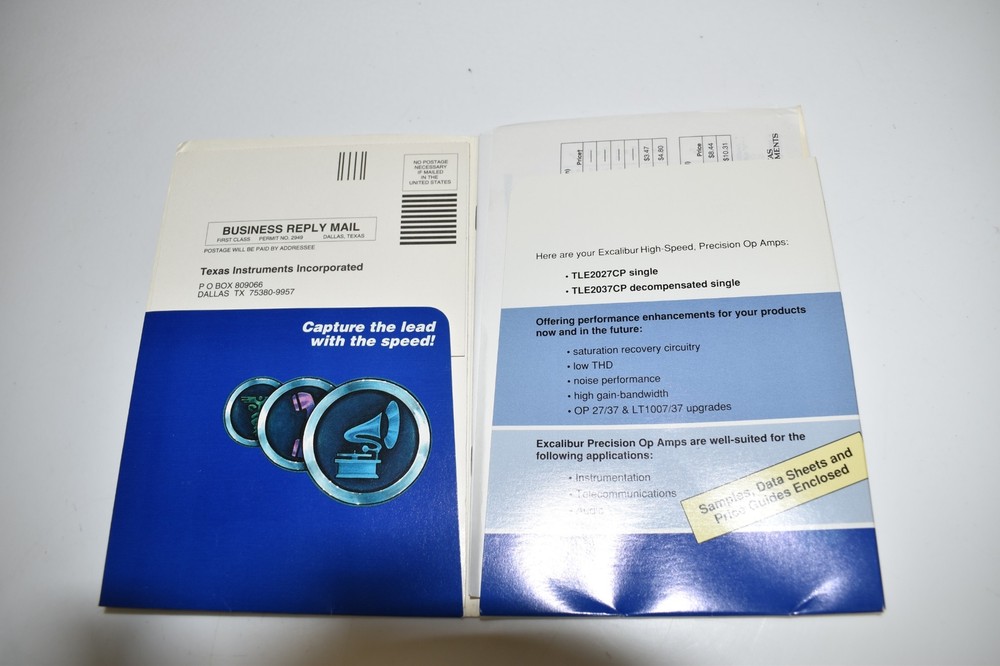 NO POSTAGE
NECESSARY
IF MAILED
IN THE
UNITED STATES
BUSINESS REPLY MAIL
FIRST CLASS PERMIT NO. 2949 DALLAS, TEXAS
POSTAGE WILL BE PAID BY ADDRESSEE
Texas Instruments Incorporated
P O BOX 809066
DALLAS TX 75380-9957
Capture the lead
with the speed!
Price†
$3.47
$4.80
Price
$8.44
$10.31
Here are your Excalibur High-Speed, Precision Op Amps:
• TLE2027CP single
• TLE2037CP decompensated single
Offering performance enhancements for your products
now and in the future:
• saturation recovery circuitry
• low THD
• noise performance
• high gain-bandwidth
• OP 27/37 & LT1007/37 upgrades
Excalibur Precision Op Amps are well-suited for the
following applications:
• Instrumentation
• Telecommunications
• Audio
Samples, Data Sheets and
Price Guides Enclosed